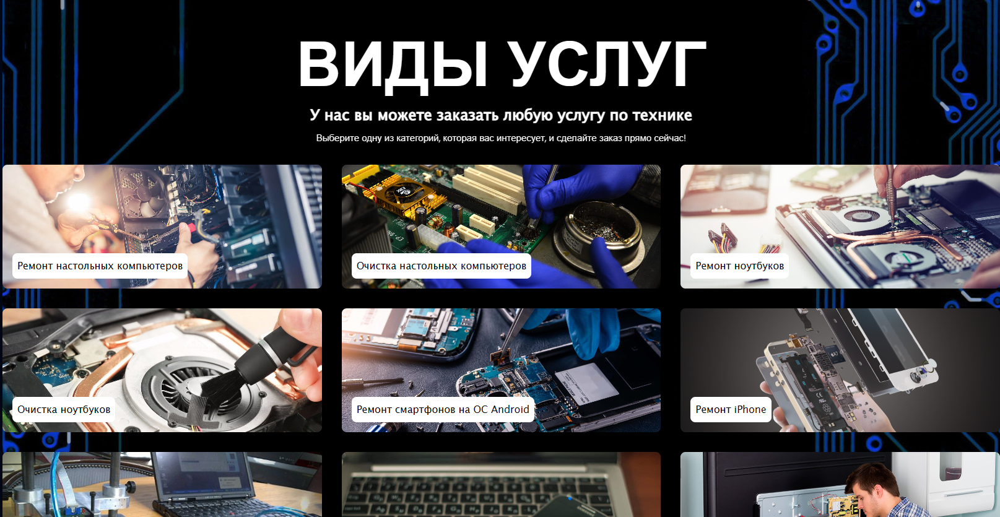 ВИДЫ УСЛУГ
У нас вы можете заказать любую услугу по технике
Выберите одну из категорий, которая вас интересует, и сделайте заказ прямо сейчас!
Ремонт настольных компьютеров
Очистка настольных компьютеров
Ремонт ноутбуков
Очистка ноутбуков
Ремонт смартфонов на ОС Android
Ремонт iPhone